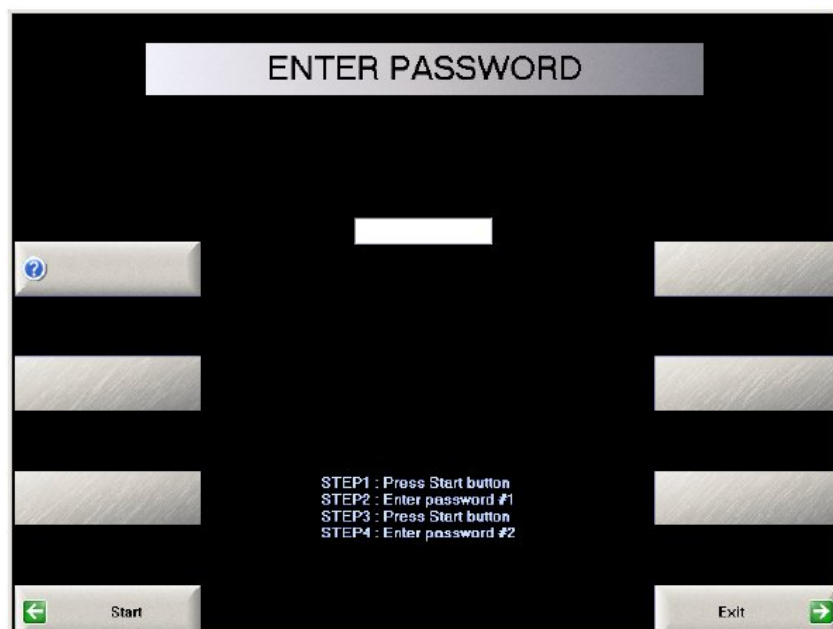 ENTER PASSWORD
STEP1 : Press Start button
STEP2 : Enter password #1
STEP3 : Press Start button
STEP4 : Enter password #2
Start
Exit